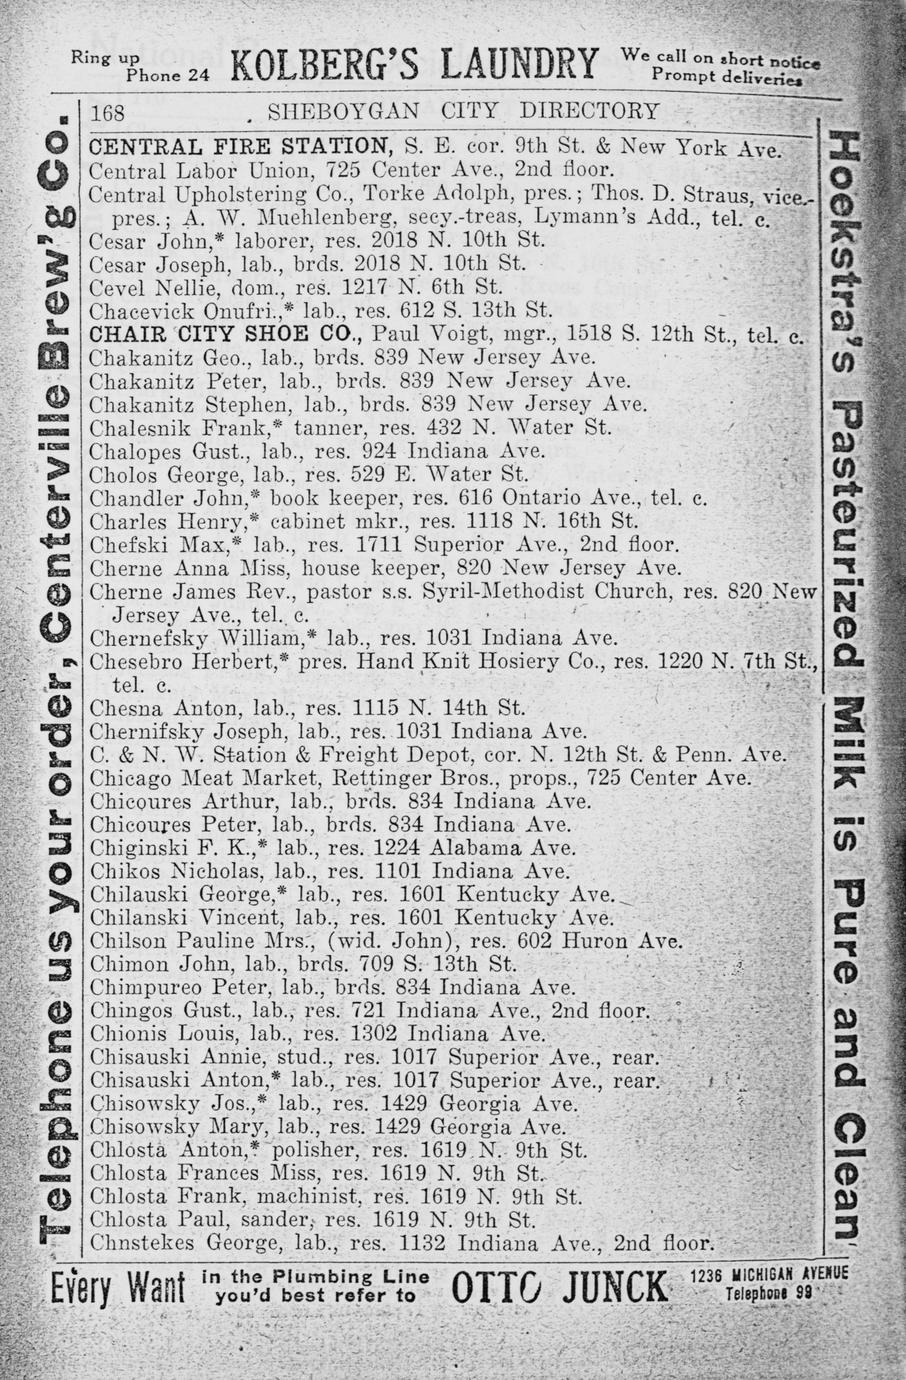 Ring up
Phone 24
KOLBERG'S LAUNDRY
We call on short notice
Prompt deliveries
168 SHEBOYGAN CITY DIRECTORY
CENTRAL FIRE STATION, S. E. cor. 9th St. & New York Ave.
Central Labor Union, 725 Center Ave., 2nd floor.
Central Upholstering Co., Torke Adolph, pres.; Thos. D. Straus, vice-
pres.; A. W. Muehlenberg, secy.-treas, Lymann's Add., tel. c.
Cesar John,* laborer, res. 2018 N. 10th St.
Cesar Joseph, lab., brds. 2018 N. 10th St.
Cevel Nellie, dom., res. 1217 N. 6th St.
Chacevick Onufri.,* lab., res. 612 S. 13th St.
CHAIR CITY SHOE CO., Paul Voigt, mgr., 1518 S. 12th St., tel. c.
Chakanitz Geo., lab., brds. 839 New Jersey Ave.
Chakanitz Peter, lab., brds. 839 New Jersey Ave.
Chakanitz Stephen, lab., brds. 839 New Jersey Ave.
Chalesnik Frank,* tanner, res. 432 N. Water St.
Chalopes Gust., lab., res. 924 Indiana Ave.
Cholos George, lab., res. 529 E. Water St.
Chandler John,* book keeper, res. 616 Ontario Ave., tel. c.
Charles Henry,* cabinet mkr., res. 1118 N. 16th St.
Chefski Max,* lab., res. 1711 Superior Ave., 2nd floor.
Cherne Anna Miss, house keeper, 820 New Jersey Ave.
Cherne James Rev., pastor s.s. Syril-Methodist Church, res. 820 New
Jersey Ave., tel. c.
Chernefsky William,* lab., res. 1031 Indiana Ave.
Chesebro Herbert,* pres. Hand Knit Hosiery Co., res. 1220 N. 7th St.,
tel. c.
Chesna Anton, lab., res. 1115 N. 14th St.
Chernifsky Joseph, lab., res. 1031 Indiana Ave.
C. & N. W. Station & Freight Depot, cor. N. 12th St. & Penn. Ave.
Chicago Meat Market, Rettinger Bros., props., 725 Center Ave.
Chicoures Arthur, lab., brds. 834 Indiana Ave.
Chicoures Peter, lab., brds. 834 Indiana Ave.
Chiginski F. K.,* lab., res. 1224 Alabama Ave.
Chikos Nicholas, lab., res. 1101 Indiana Ave.
Chilauski George,* lab., res. 1601 Kentucky Ave.
Chilanski Vincent, lab., res. 1601 Kentucky Ave.
Chilson Pauline Mrs., (wid. John), res. 602 Huron Ave.
Chimon John, lab., brds. 709 S. 13th St.
Chimpureo Peter, lab., brds. 834 Indiana Ave.
Chingos Gust., lab., res. 721 Indiana Ave., 2nd floor.
Chionis Louis, lab., res. 1302 Indiana Ave.
Chisauski Annie, stud., res. 1017 Superior Ave., rear.
Chisauski Anton,* lab., res. 1017 Superior Ave., rear.
Chisowsky Jos.,* lab., res. 1429 Georgia Ave.
Chisowsky Mary, lab., res. 1429 Georgia Ave.
Chlosta Anton,* polisher, res. 1619 N. 9th St.
Chlosta Frances Miss, res. 1619 N. 9th St.
Chlosta Frank, machinist, res. 1619 N. 9th St.
Chlosta Paul, sander, res. 1619 N. 9th St.
Chnstekes George, lab., res. 1132 Indiana Ave., 2nd floor.
Telephone us your order, Centerville Brew'g Co.
Hoekstra's Pasteurized Milk is Pure and Clean
Every Want
in the Plumbing Line
you'd best refer to
OTTO JUNCK
1236 MICHIGAN AVENUE
Telephone 99